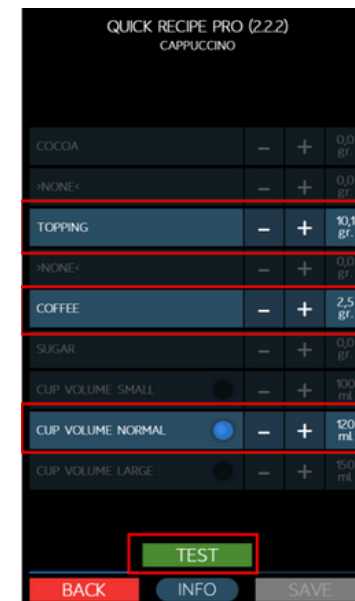 QUICK RECIPE PRO (2.2.2)
CAPPUCCINO
COCOA - + 0,0 gr.
>NONE< - + 0,0 gr.
TOPPING - + 10,1 gr.
>NONE< - + 0,0 gr.
COFFEE - + 2,5 gr.
SUGAR - + 0,0 gr.
CUP VOLUME SMALL - + 100 ml
CUP VOLUME NORMAL - + 120 ml
CUP VOLUME LARGE - + 150 ml
TEST
BACK INFO SAVE